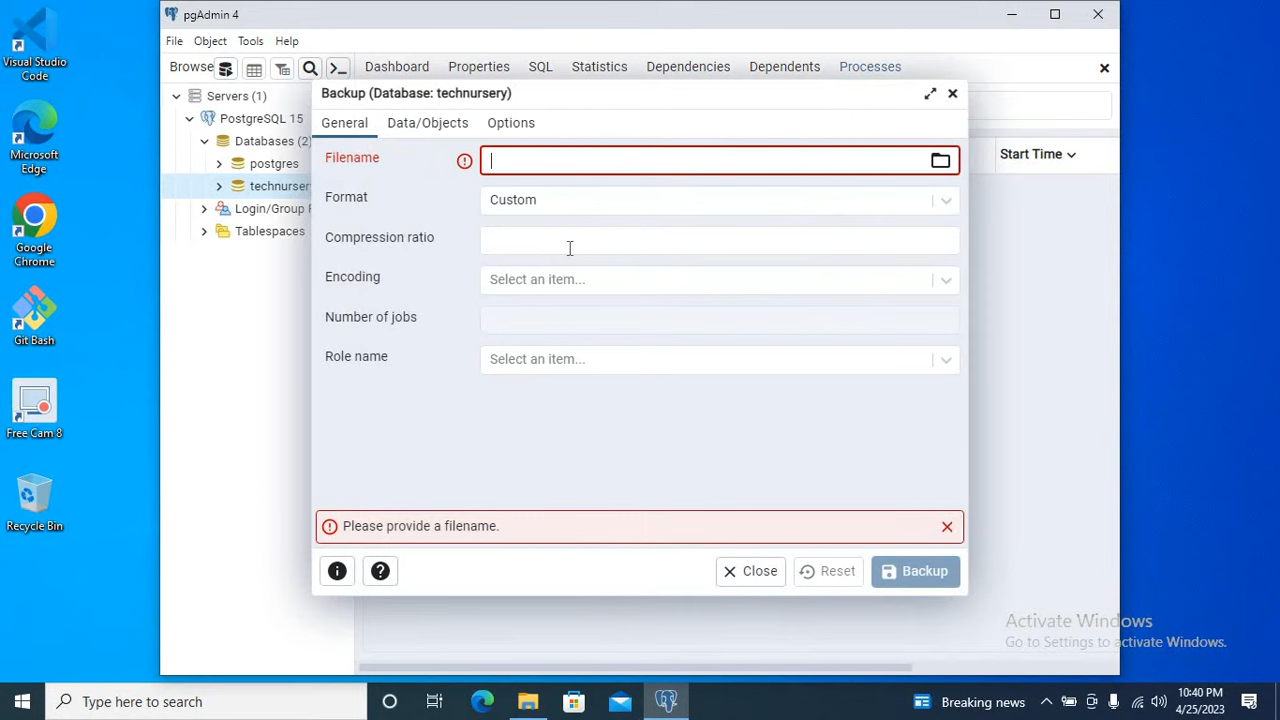 Visual Studio
Code
Microsoft
Edge
Google
Chrome
Git Bash
Free Cam 8
Recycle Bin
pgAdmin 4
File Object Tools Help
Browse
Dashboard Properties SQL Statistics Dependencies Dependents Processes
Servers (1)
PostgreSQL 15
Databases (2)
postgres
technurser
Login/Group R
Tablespaces
Start Time
Backup (Database: technursery)
General Data/Objects Options
Filename
Format Custom
Compression ratio
Encoding Select an item...
Number of jobs
Role name Select an item...
Please provide a filename.
Close Reset Backup
Activate Windows
Go to Settings to activate Windows.
Type here to search
Breaking news
10:40 PM
4/25/2023